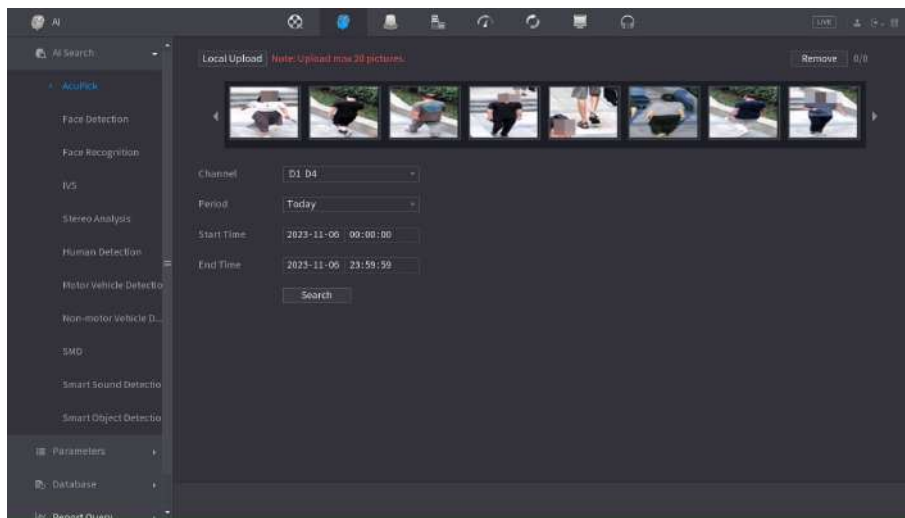 AI
LIVE
AI Search
AcuPick
Face Detection
Face Recognition
IVS
Stereo Analysis
Human Detection
Motor Vehicle Detectio
Non-motor Vehicle D...
SMD
Smart Sound Detectio
Smart Object Detectio
Parameters
Database
Report Query
Local Upload Note: Upload max 20 pictures.
Remove 0/0
Channel D1 D4
Period Today
Start Time 2023-11-06 00:00:00
End Time 2023-11-06 23:59:59
Search